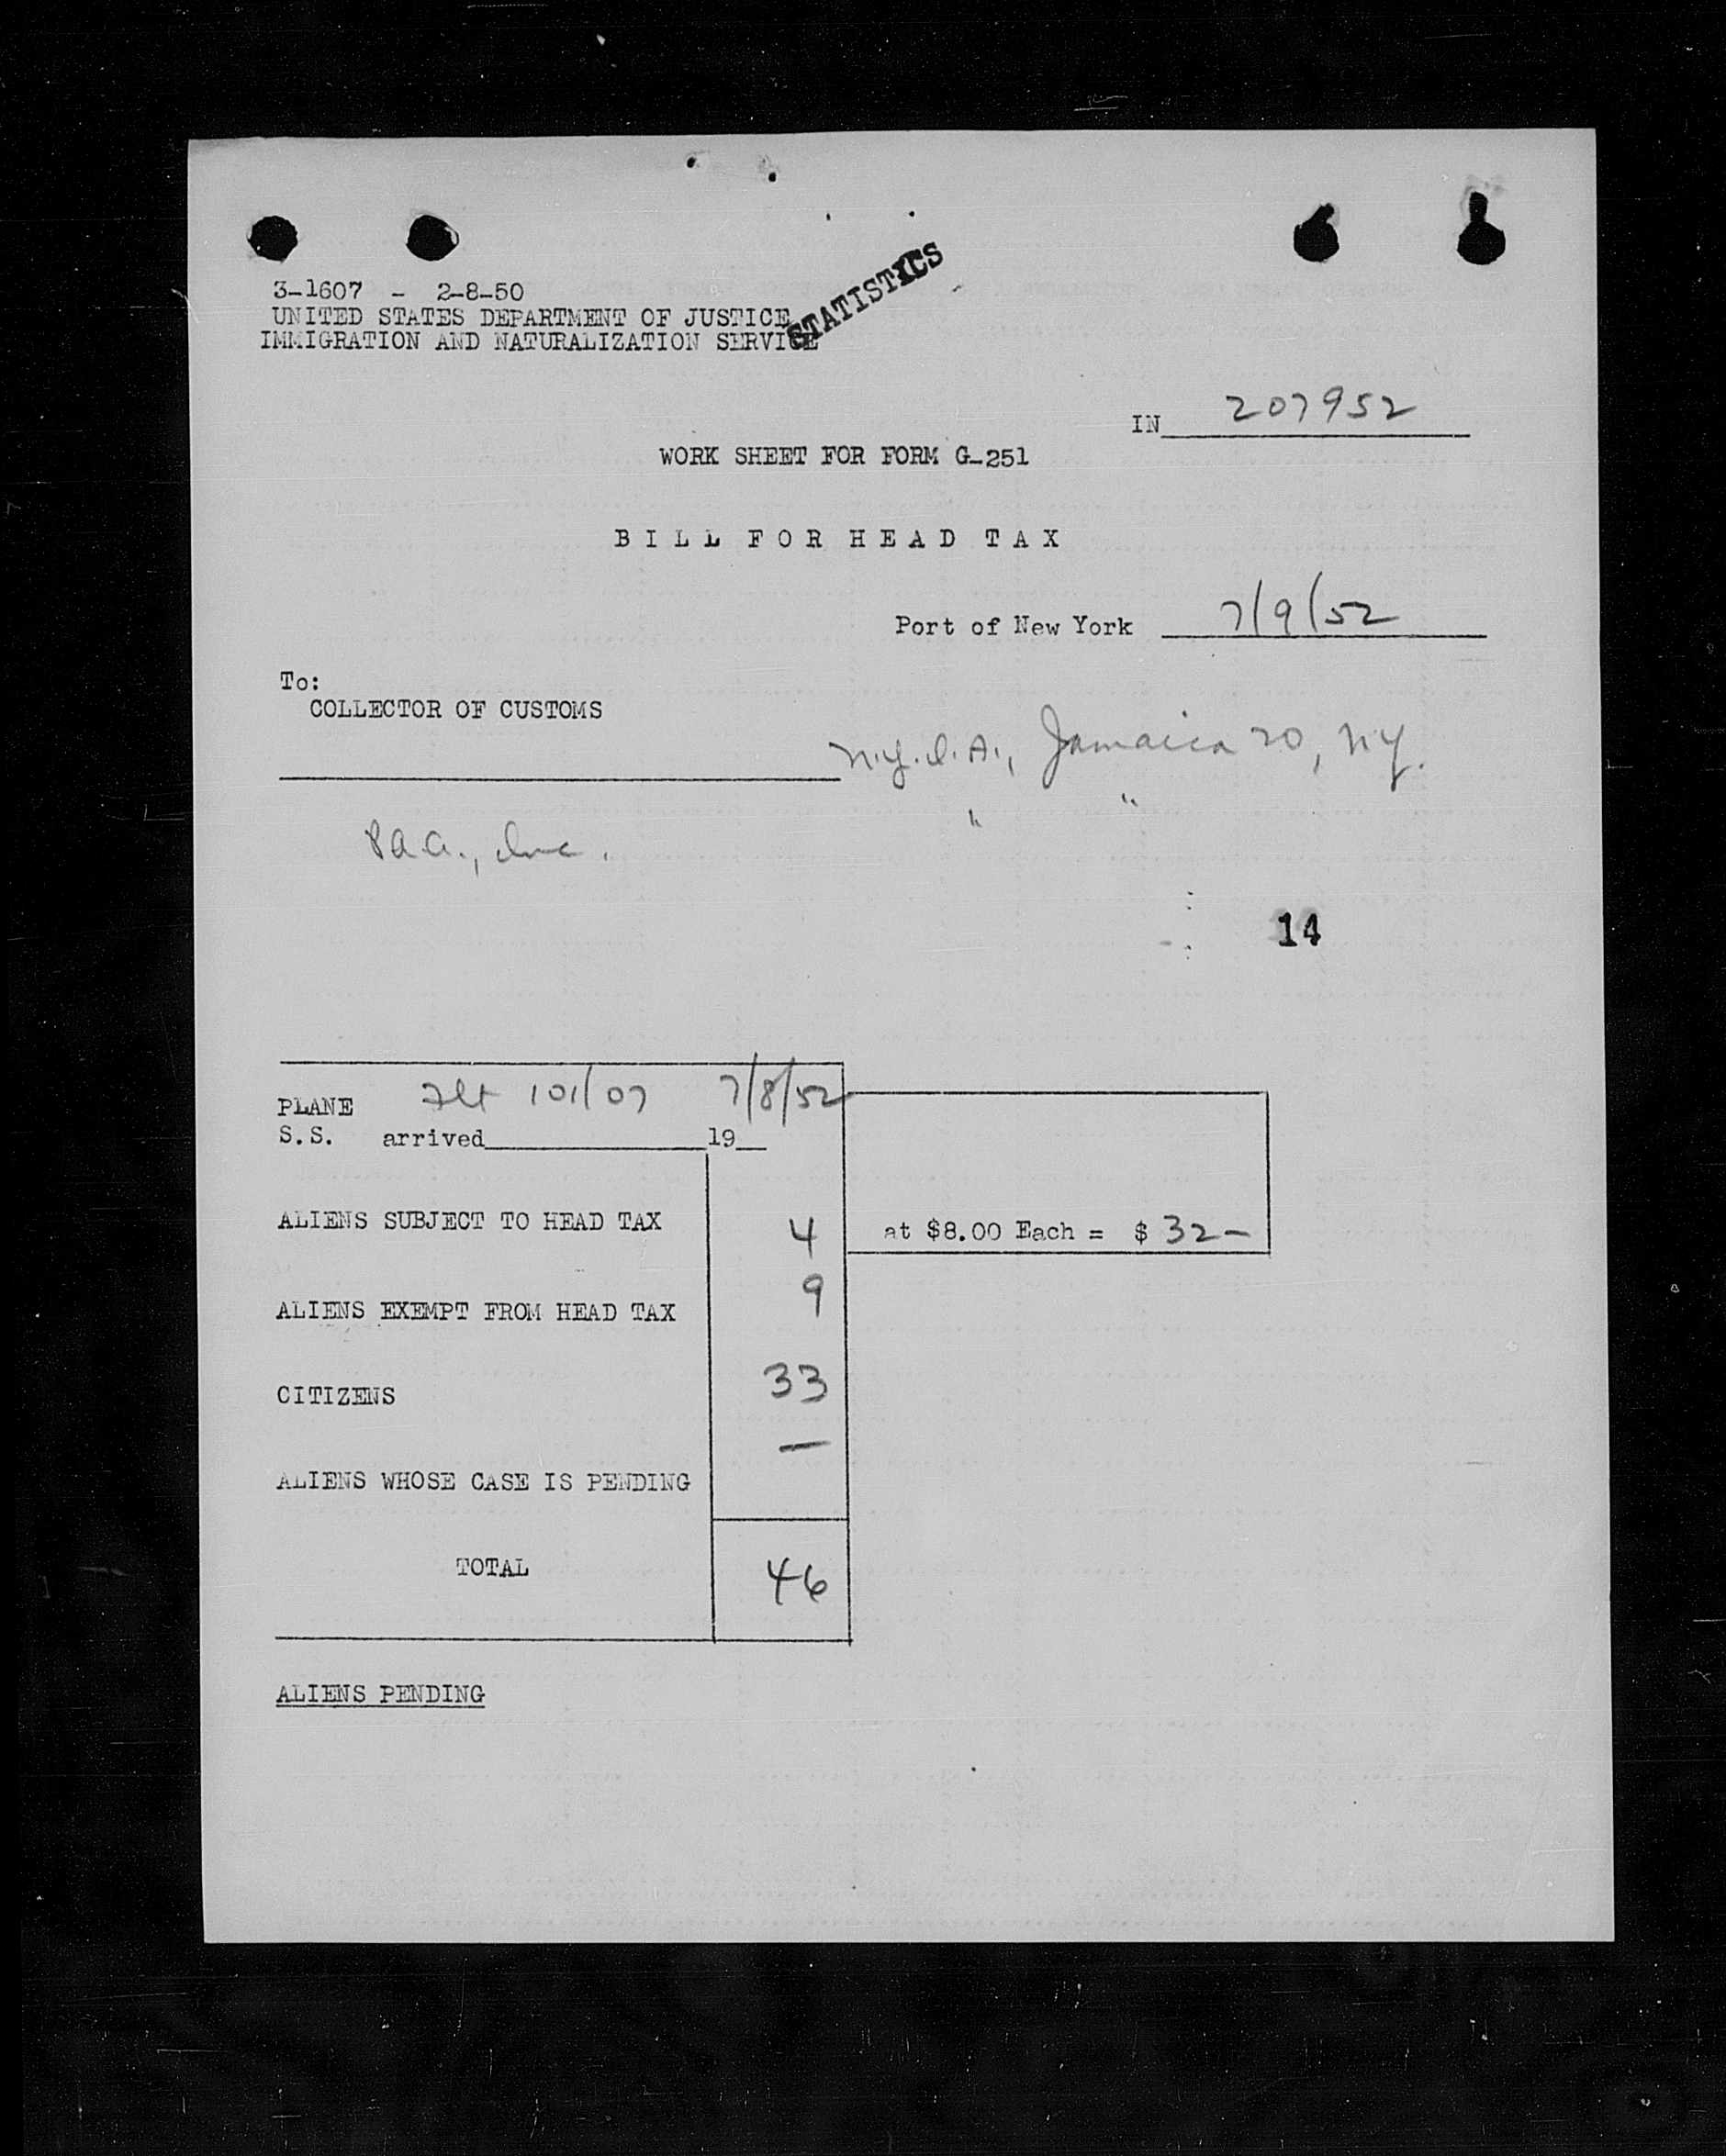 STATISTICS
3-1607 - 2-8-50
UNITED STATES DEPARTMENT OF JUSTICE
IMMIGRATION AND NATURALIZATION SERVICE
IN 207952
WORK SHEET FOR FORM G-251
BILL FOR HEAD TAX
Port of New York 7/9/52
To:
COLLECTOR OF CUSTOMS
N.Y.I.A., Jamaica 20, N.Y.
" "
P.A.A., Inc.
14
PLANE Flt 101/07 7/8/52
S.S. arrived 19
ALIENS SUBJECT TO HEAD TAX 4 at $8.00 Each = $ 32-
ALIENS EXEMPT FROM HEAD TAX 9
CITIZENS 33
ALIENS WHOSE CASE IS PENDING —
TOTAL 46
ALIENS PENDING